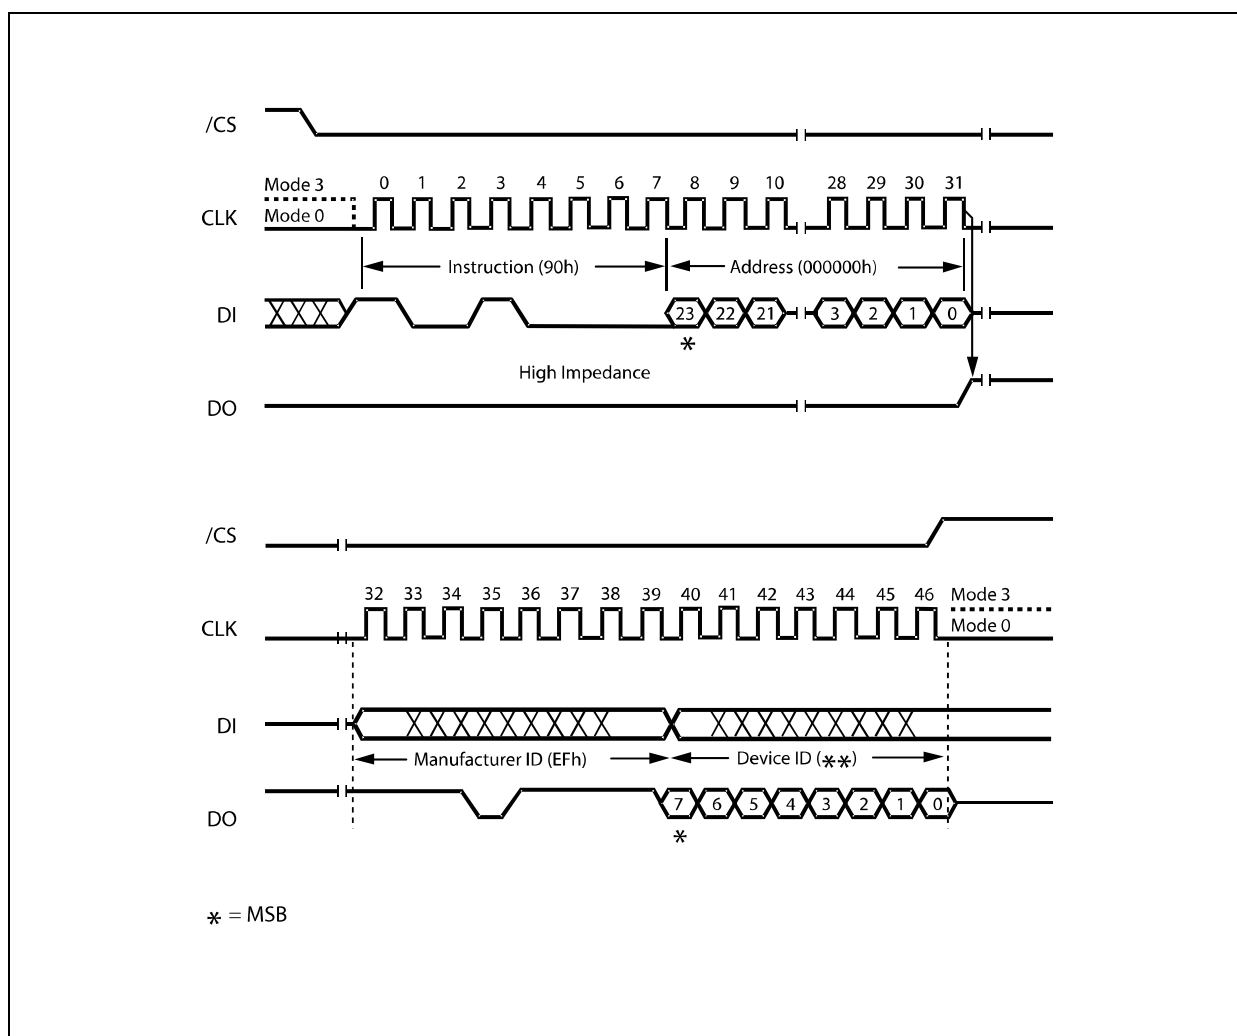 /CS
Mode 3
0 1 2 3 4 5 6 7 8 9 10 28 29 30 31
CLK
Mode 0
Instruction (90h)
Address (000000h)
DI
23 22 21 3 2 1 0
*
High Impedance
DO
/CS
32 33 34 35 36 37 38 39 40 41 42 43 44 45 46
Mode 3
CLK
Mode 0
DI
Manufacturer ID (EFh)
Device ID (**)
DO
7 6 5 4 3 2 1 0
*
* = MSB